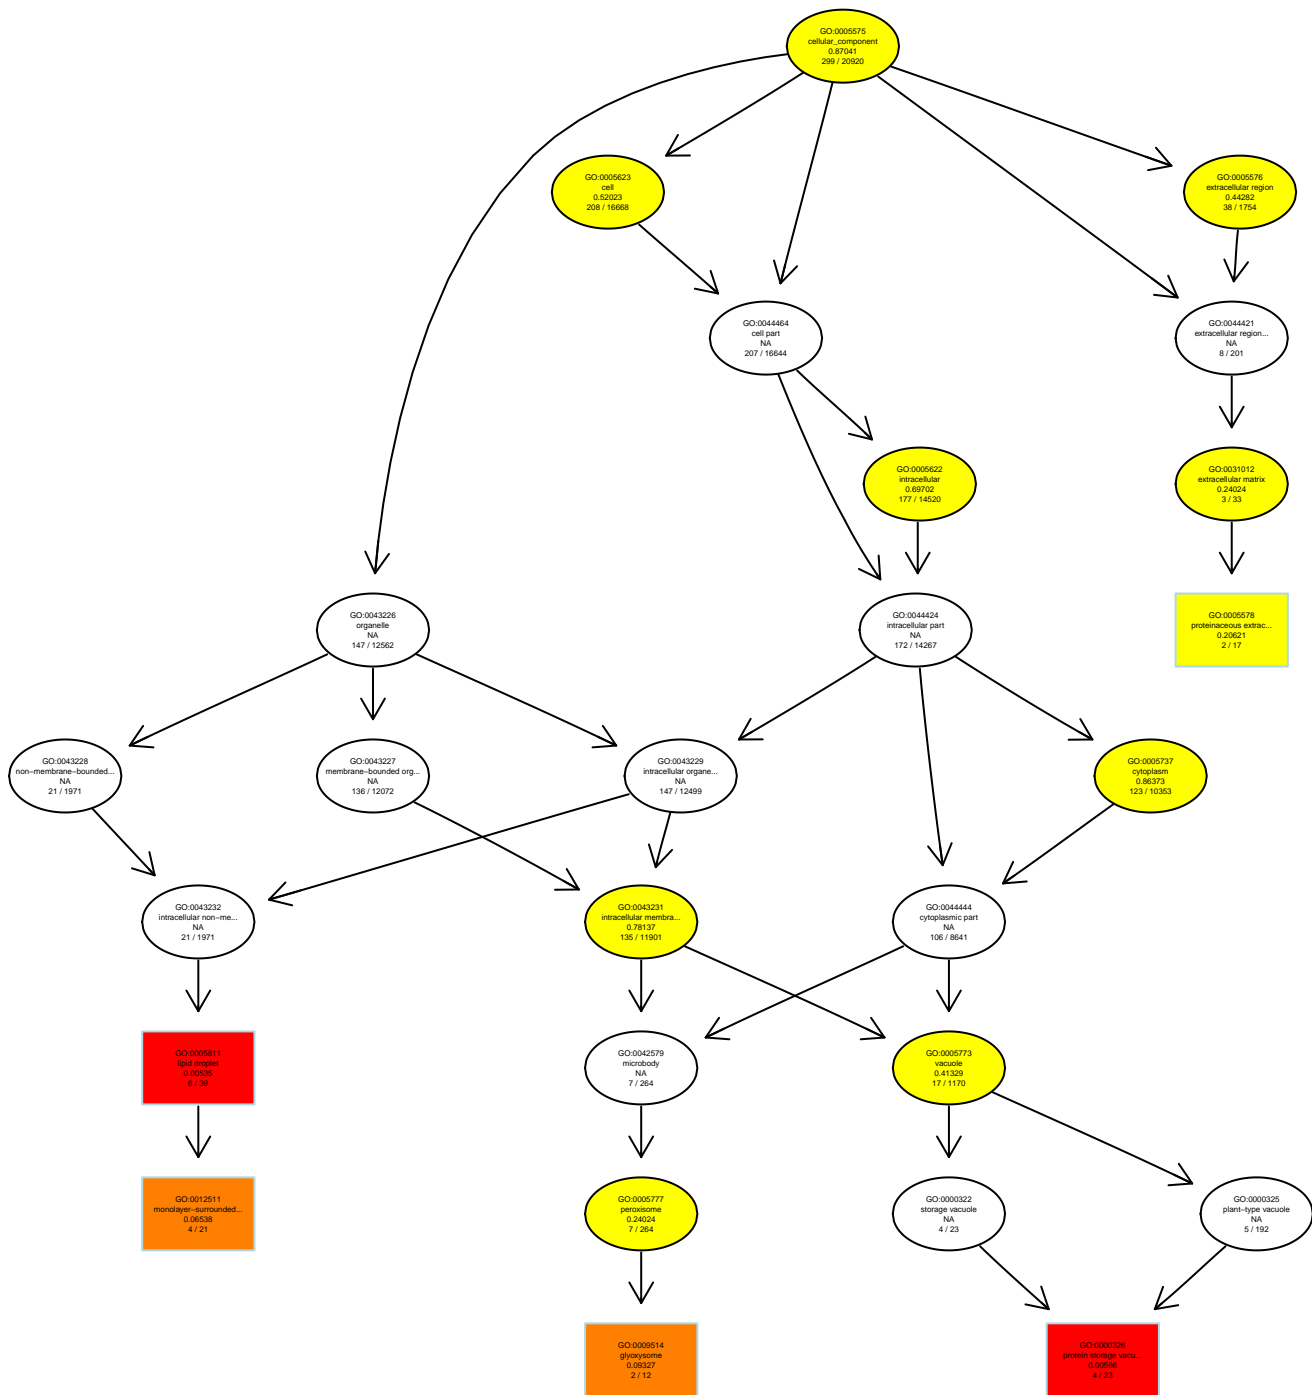 GO:0005575
cellular_component
0.87041
299 / 20920
GO:0005623
cell
0.52023
208 / 16668
GO:0005576
extracellular region
0.44282
38 / 1754
GO:0044464
cell part
NA
207 / 16644
GO:0044421
extracellular region...
NA
8 / 201
GO:0005622
intracellular
0.69702
177 / 14520
GO:0031012
extracellular matrix
0.24024
3 / 33
GO:0043226
organelle
NA
147 / 12562
GO:0044424
intracellular part
NA
172 / 14267
GO:0005578
proteinaceous extrac...
0.20621
2 / 17
GO:0043228
non−membrane−bounded...
NA
21 / 1971
GO:0043227
membrane−bounded org...
NA
136 / 12072
GO:0043229
intracellular organe...
NA
147 / 12499
GO:0005737
cytoplasm
0.86373
123 / 10353
GO:0043232
intracellular non−me...
NA
21 / 1971
GO:0043231
intracellular membra...
0.78137
135 / 11901
GO:0044444
cytoplasmic part
NA
106 / 8641
GO:0005811
lipid droplet
0.00535
6 / 39
GO:0042579
microbody
NA
7 / 264
GO:0005773
vacuole
0.41329
17 / 1170
GO:0012511
monolayer−surrounded...
0.06538
4 / 21
GO:0005777
peroxisome
0.24024
7 / 264
GO:0000322
storage vacuole
NA
4 / 23
GO:0000325
plant−type vacuole
NA
5 / 192
GO:0009514
glyoxysome
0.09327
2 / 12
GO:0000326
protein storage vacu...
0.00596
4 / 23